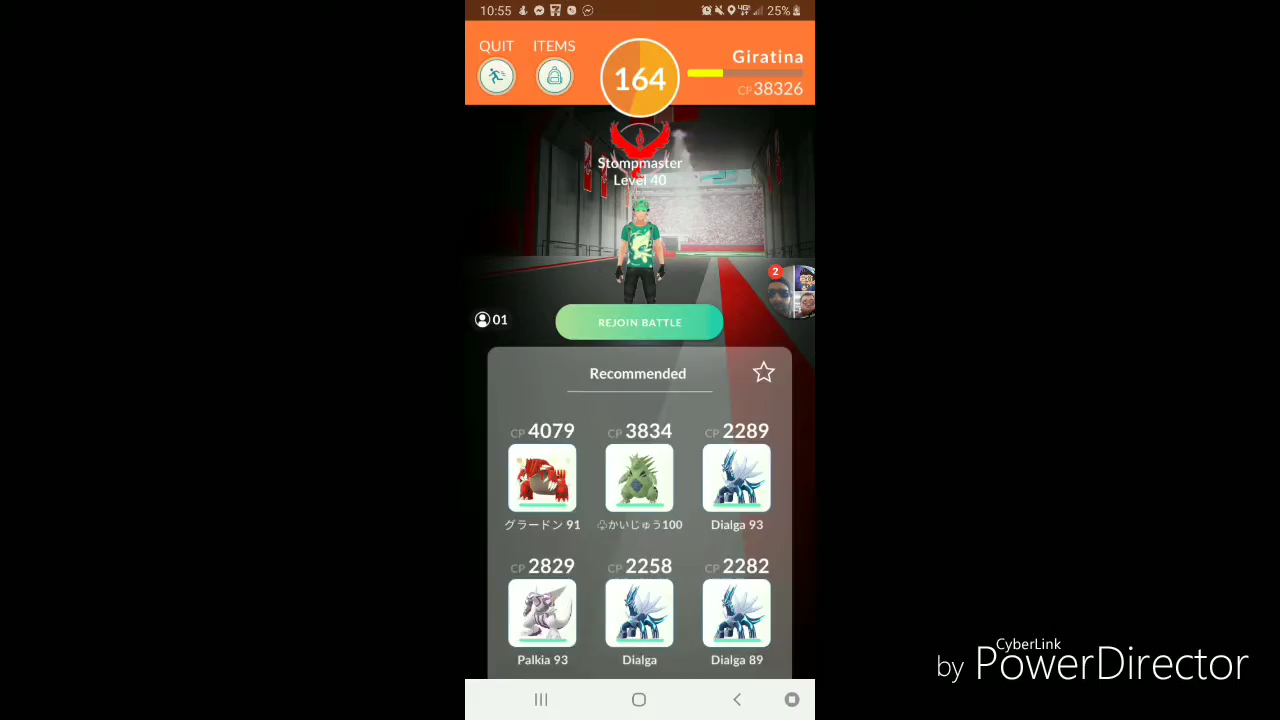 10:55
25%
QUIT ITEMS
164
Giratina
CP 38326
Stompmaster
Level 40
2
01
REJOIN BATTLE
Recommended
CP 4079 CP 3834 CP 2289
グラードン 91 ♧かいじゅう100 Dialga 93
CP 2829 CP 2258 CP 2282
Palkia 93 Dialga Dialga 89
CyberLink
by PowerDirector